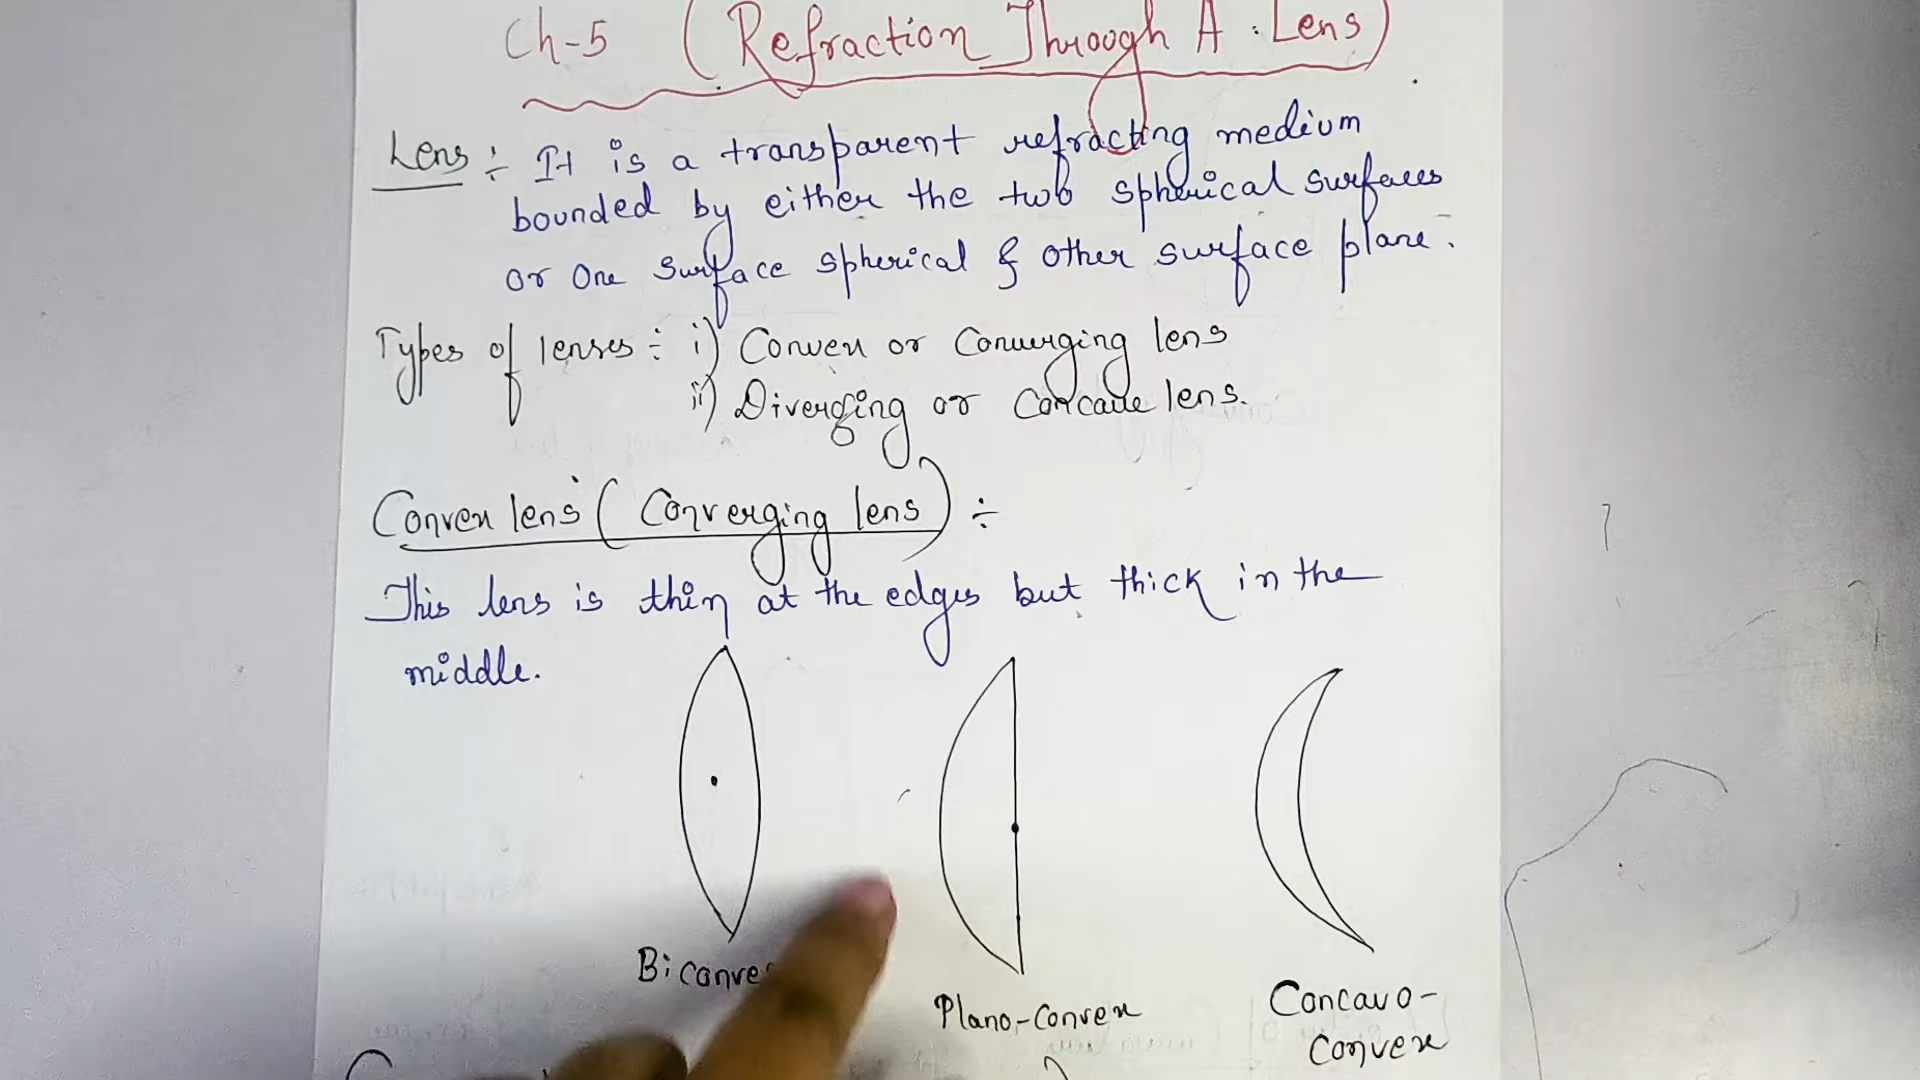 Ch-5 (Refraction Through A Lens)
Lens :- It is a transparent refracting medium
bounded by either the two spherical surfaces
or one surface spherical & other surface plane.
Types of lenses :- i) Convex or Converging lens
ii) Diverging or Concave lens.
Convex lens (Converging lens) :-
This lens is thin at the edges but thick in the
middle.
Biconve
Plano-Convex
Concavo-
Convex